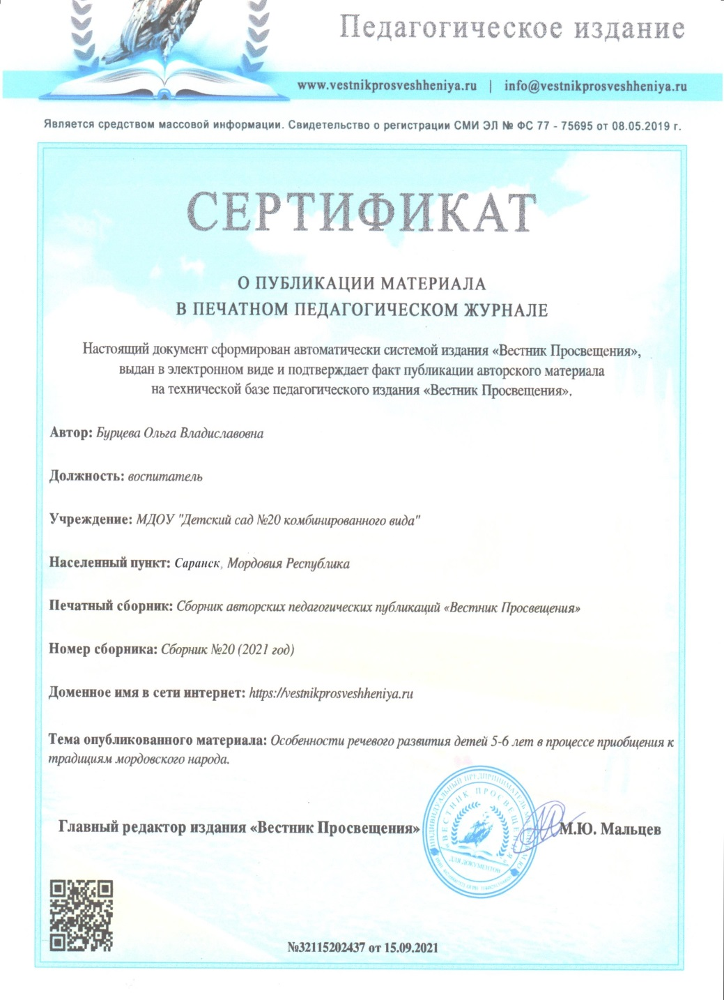 Педагогическое издание
www.vestnikprosveshheniya.ru | info@vestnikprosveshheniya.ru
Является средством массовой информации. Свидетельство о регистрации СМИ ЭЛ № ФС 77 - 75695 от 08.05.2019 г.
СЕРТИФИКАТ
О ПУБЛИКАЦИИ МАТЕРИАЛА
В ПЕЧАТНОМ ПЕДАГОГИЧЕСКОМ ЖУРНАЛЕ
Настоящий документ сформирован автоматически системой издания «Вестник Просвещения»,
выдан в электронном виде и подтверждает факт публикации авторского материала
на технической базе педагогического издания «Вестник Просвещения».
Автор: Бурцева Ольга Владиславовна
Должность: воспитатель
Учреждение: МДОУ "Детский сад №20 комбинированного вида"
Населенный пункт: Саранск, Мордовия Республика
Печатный сборник: Сборник авторских педагогических публикаций «Вестник Просвещения»
Номер сборника: Сборник №20 (2021 год)
Доменное имя в сети интернет: https://vestnikprosveshheniya.ru
Тема опубликованного материала: Особенности речевого развития детей 5-6 лет в процессе приобщения к
традициям мордовского народа.
Главный редактор издания «Вестник Просвещения»
М.Ю. Мальцев
ИНДИВИДУАЛЬНЫЙ ПРЕДПРИНИМАТЕЛЬ
«ВЕСТНИК ПРОСВЕЩЕНИЯ»
ДЛЯ ДОКУМЕНТОВ
№32115202437 от 15.09.2021